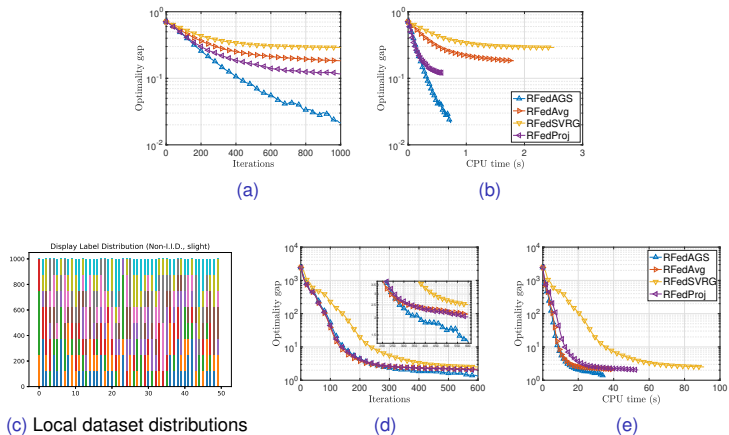 10^0
10^-1
10^-2
Optimality gap
0 200 400 600 800 1000
Iterations
(a)
10^0
10^-1
10^-2
Optimality gap
RFedAGS
RFedAvg
RFedSVRG
RFedProj
0 1 2 3
CPU time (s)
(b)
Display Label Distribution (Non-I.I.D., slight)
1000
800
600
400
200
0
0 10 20 30 40 50
(c) Local dataset distributions
10^4
10^3
10^2
10^1
10^0
Optimality gap
0 100 200 300 400 500 600
Iterations
(d)
10^4
10^3
10^2
10^1
10^0
Optimality gap
RFedAGS
RFedAvg
RFedSVRG
RFedProj
0 20 40 60 80 100
CPU time (s)
(e)